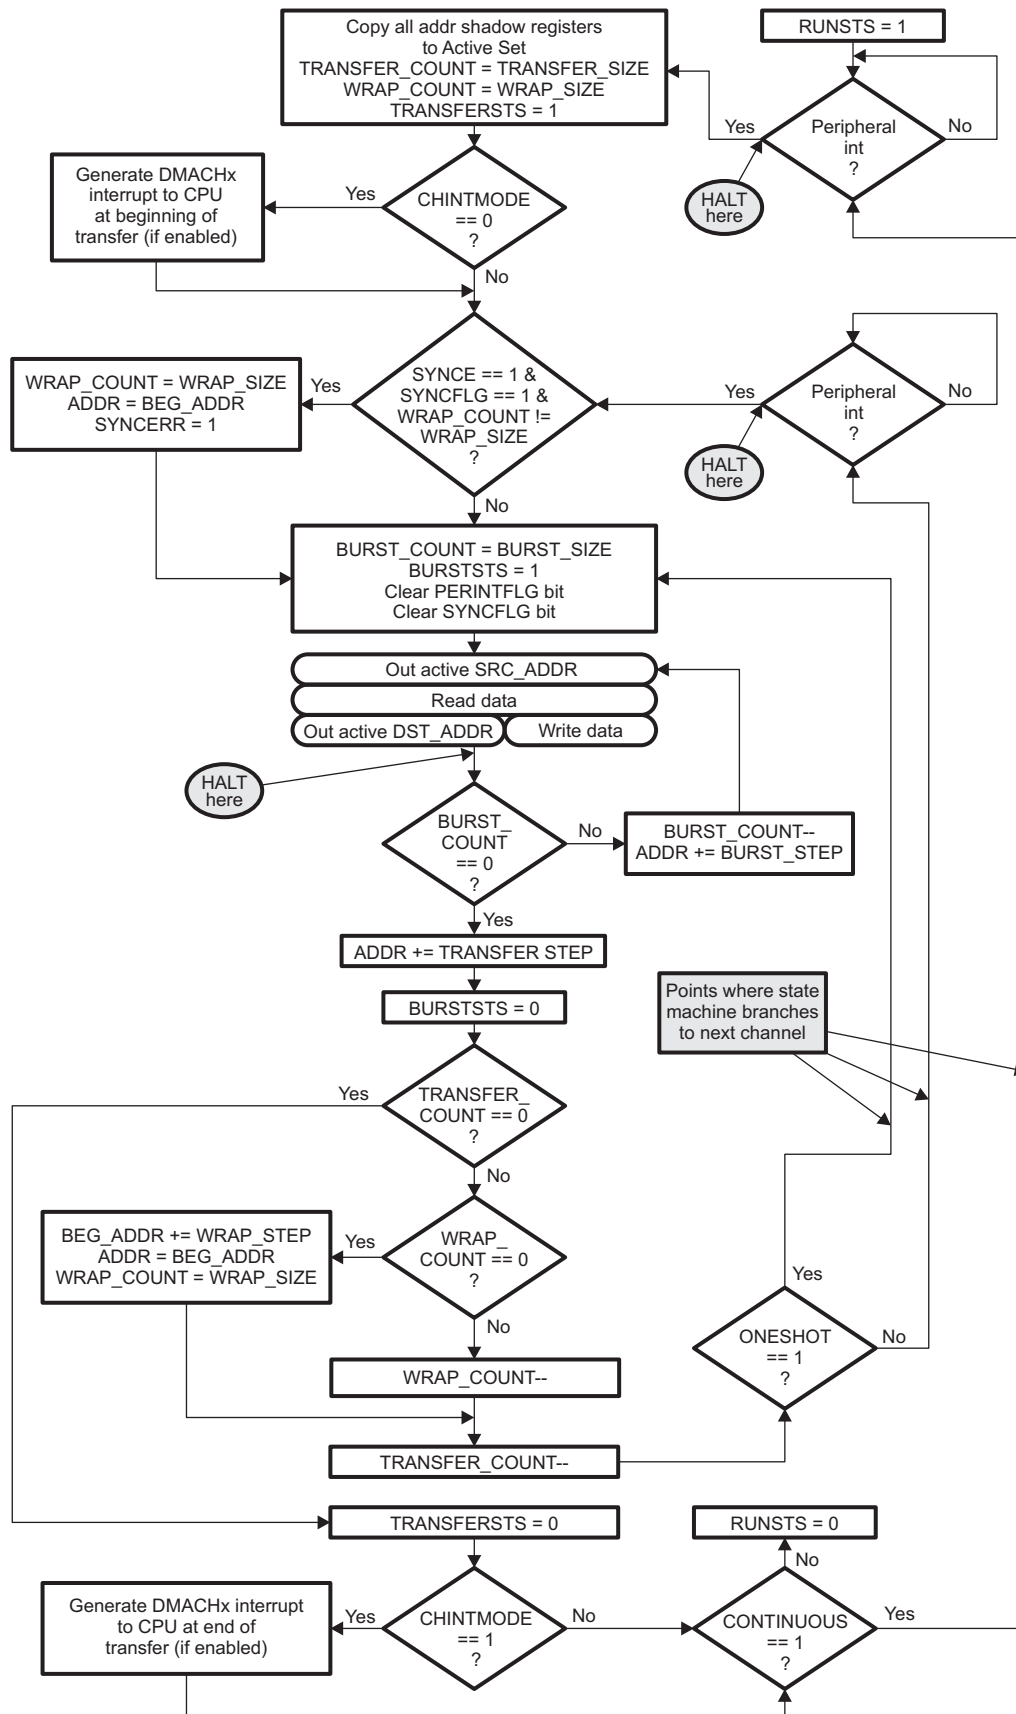 Copy all addr shadow registers
to Active Set
TRANSFER_COUNT = TRANSFER_SIZE
WRAP_COUNT = WRAP_SIZE
TRANSFERSTS = 1
RUNSTS = 1
Peripheral
int
?
Yes
No
HALT
here
Generate DMACHx
interrupt to CPU
at beginning of
transfer (if enabled)
Yes
CHINTMODE
== 0
?
No
WRAP_COUNT = WRAP_SIZE
ADDR = BEG_ADDR
SYNCERR = 1
Yes
SYNCE == 1 &
SYNCFLG == 1 &
WRAP_COUNT !=
WRAP_SIZE
?
No
Yes
Peripheral
int
?
No
HALT
here
BURST_COUNT = BURST_SIZE
BURSTSTS = 1
Clear PERINTFLG bit
Clear SYNCFLG bit
Out active SRC_ADDR
Read data
Out active DST_ADDR
Write data
HALT
here
BURST_
COUNT
== 0
?
No
BURST_COUNT--
ADDR += BURST_STEP
Yes
ADDR += TRANSFER STEP
BURSTSTS = 0
Points where state
machine branches
to next channel
Yes
TRANSFER_
COUNT == 0
?
No
BEG_ADDR += WRAP_STEP
ADDR = BEG_ADDR
WRAP_COUNT = WRAP_SIZE
Yes
WRAP_
COUNT == 0
?
No
WRAP_COUNT--
TRANSFER_COUNT--
Yes
ONESHOT
== 1
?
No
TRANSFERSTS = 0
RUNSTS = 0
No
Generate DMACHx interrupt
to CPU at end of
transfer (if enabled)
Yes
CHINTMODE
== 1
?
No
CONTINUOUS
== 1
?
Yes